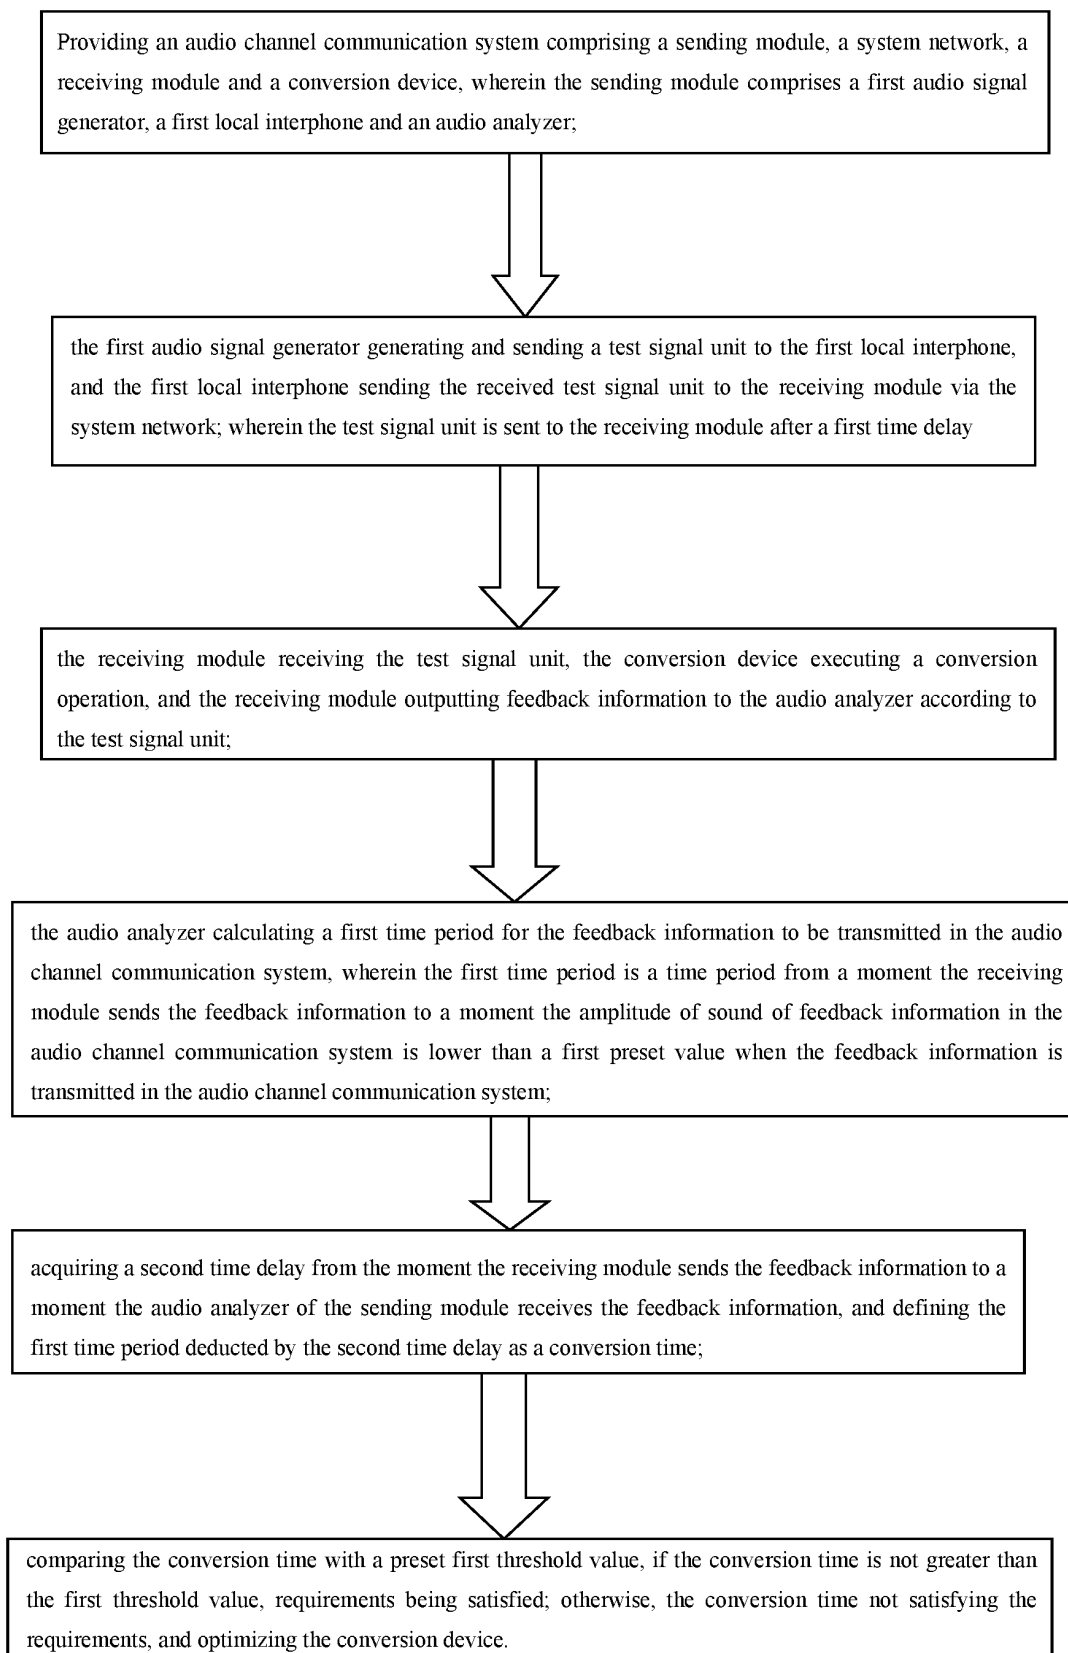 Providing an audio channel communication system comprising a sending module, a system network, a
receiving module and a conversion device, wherein the sending module comprises a first audio signal
generator, a first local interphone and an audio analyzer;
the first audio signal generator generating and sending a test signal unit to the first local interphone,
and the first local interphone sending the received test signal unit to the receiving module via the
system network; wherein the test signal unit is sent to the receiving module after a first time delay
the receiving module receiving the test signal unit, the conversion device executing a conversion
operation, and the receiving module outputting feedback information to the audio analyzer according to
the test signal unit;
the audio analyzer calculating a first time period for the feedback information to be transmitted in the audio
channel communication system, wherein the first time period is a time period from a moment the receiving
module sends the feedback information to a moment the amplitude of sound of feedback information in the
audio channel communication system is lower than a first preset value when the feedback information is
transmitted in the audio channel communication system;
acquiring a second time delay from the moment the receiving module sends the feedback information to a
moment the audio analyzer of the sending module receives the feedback information, and defining the
first time period deducted by the second time delay as a conversion time;
comparing the conversion time with a preset first threshold value, if the conversion time is not greater than
the first threshold value, requirements being satisfied; otherwise, the conversion time not satisfying the
requirements, and optimizing the conversion device.